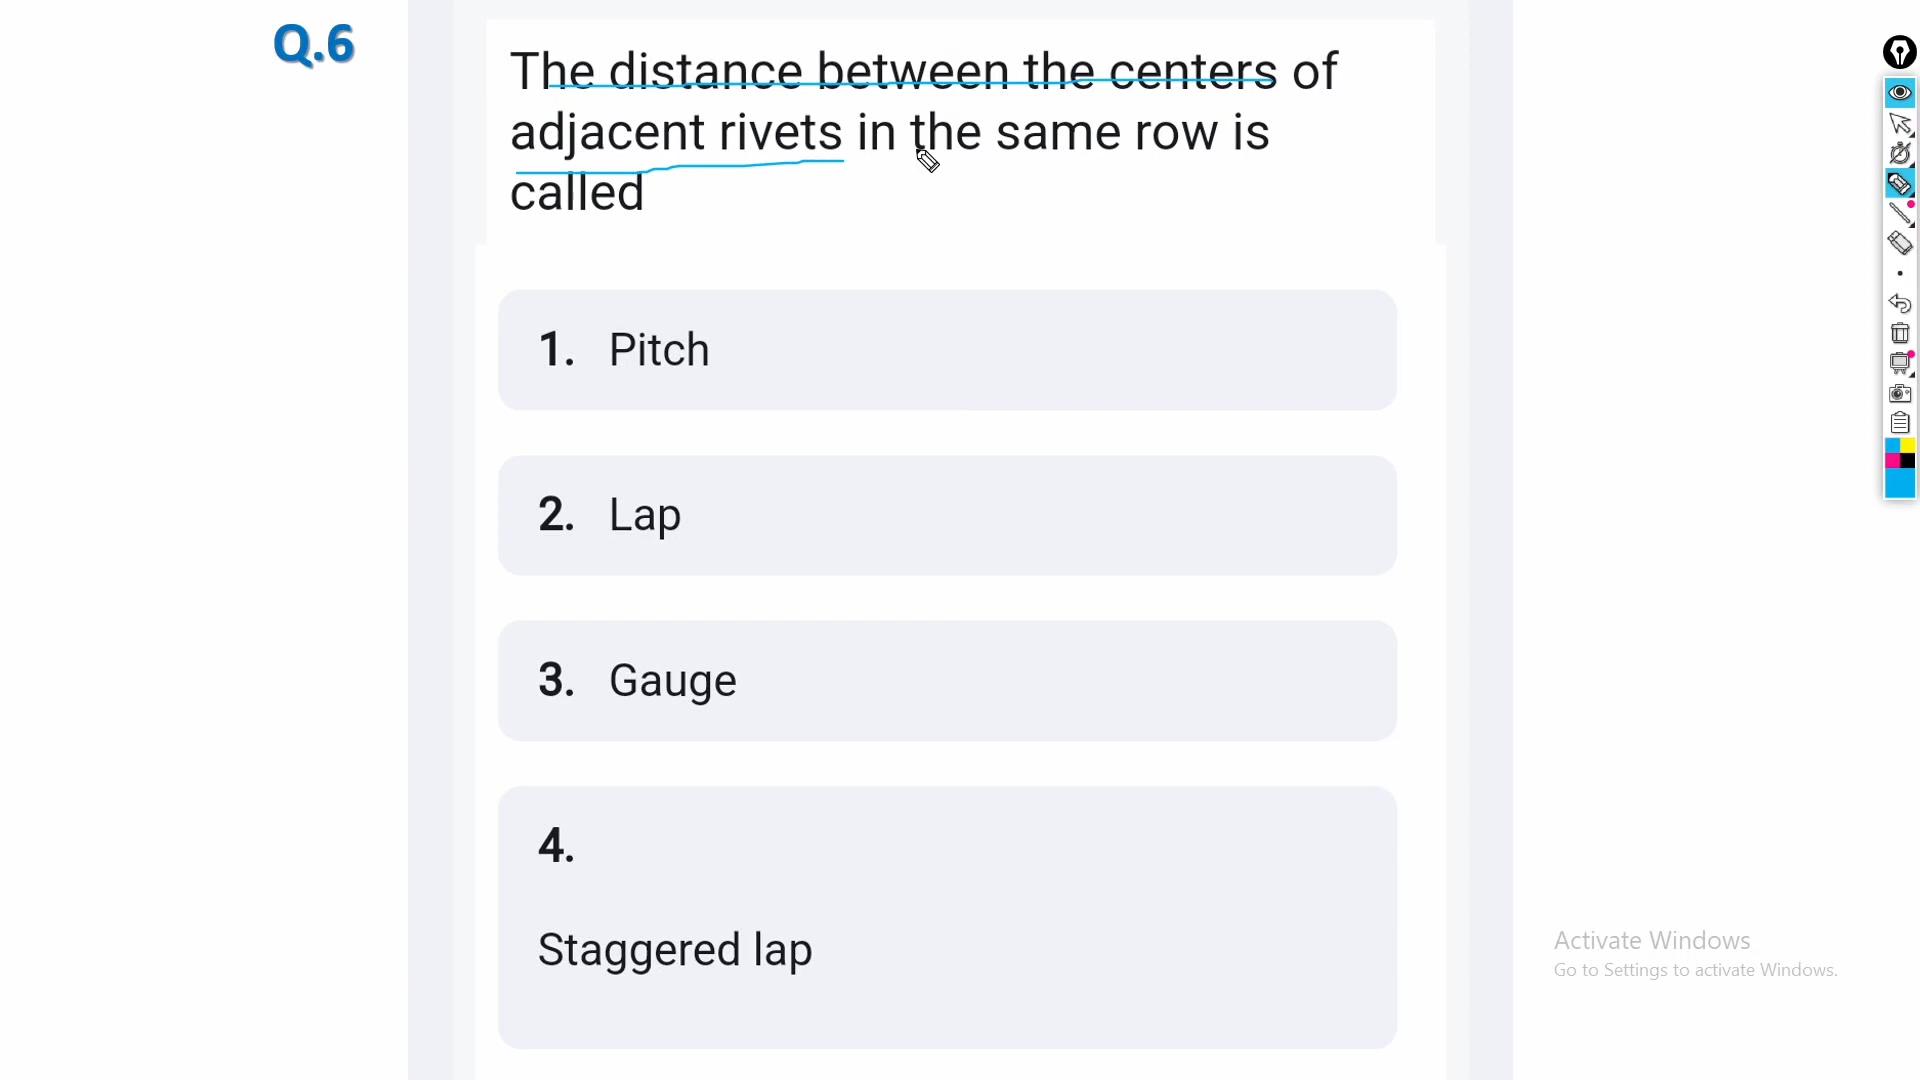 Q.6
The distance between the centers of
adjacent rivets in the same row is
called
1. Pitch
2. Lap
3. Gauge
4.
Staggered lap
Activate Windows
Go to Settings to activate Windows.